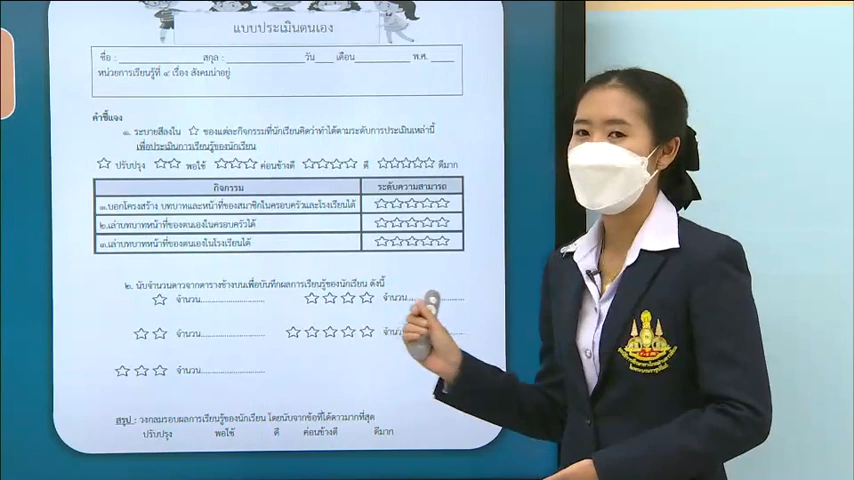 แบบประเมินตนเอง
ชื่อ : สกุล : วัน เดือน พ.ศ.
หน่วยการเรียนรู้ที่ ๔ เรื่อง สังคมน่าอยู่
คำชี้แจง
๑. ระบายสีลงใน ของแต่ละกิจกรรมที่นักเรียนคิดว่าทำได้ตามระดับการประเมินเหล่านี้
เพื่อประเมินการเรียนรู้ของนักเรียน
ปรับปรุง พอใช้ ค่อนข้างดี ดี ดีมาก
กิจกรรม ระดับความสามารถ
๑.บอกโครงสร้าง บทบาทและหน้าที่ของสมาชิกในครอบครัวและโรงเรียนได้
๒.เล่าบทบาทหน้าที่ของตนเองในครอบครัวได้
๓.เล่าบทบาทหน้าที่ของตนเองในโรงเรียนได้
๒. นับจำนวนดาวจากตารางข้างบนเพื่อบันทึกผลการเรียนรู้ของนักเรียน ดังนี้
จำนวน จำนวน
จำนวน
จำนวน
สรุป : วงกลมรอบผลการเรียนรู้ของนักเรียน โดยนับจากข้อที่ได้ดาวมากที่สุด
ปรับปรุง พอใช้ ดี ค่อนข้างดี ดีมาก